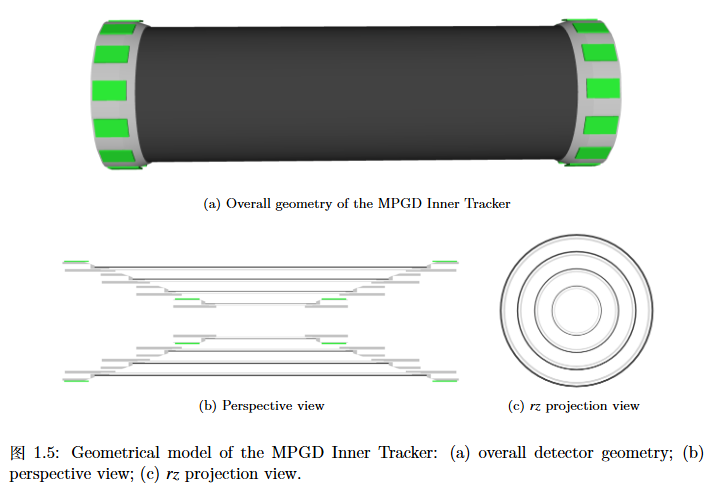 (a) Overall geometry of the MPGD Inner Tracker
(b) Perspective view
(c) rz projection view
图 1.5: Geometrical model of the MPGD Inner Tracker: (a) overall detector geometry; (b)
perspective view; (c) rz projection view.